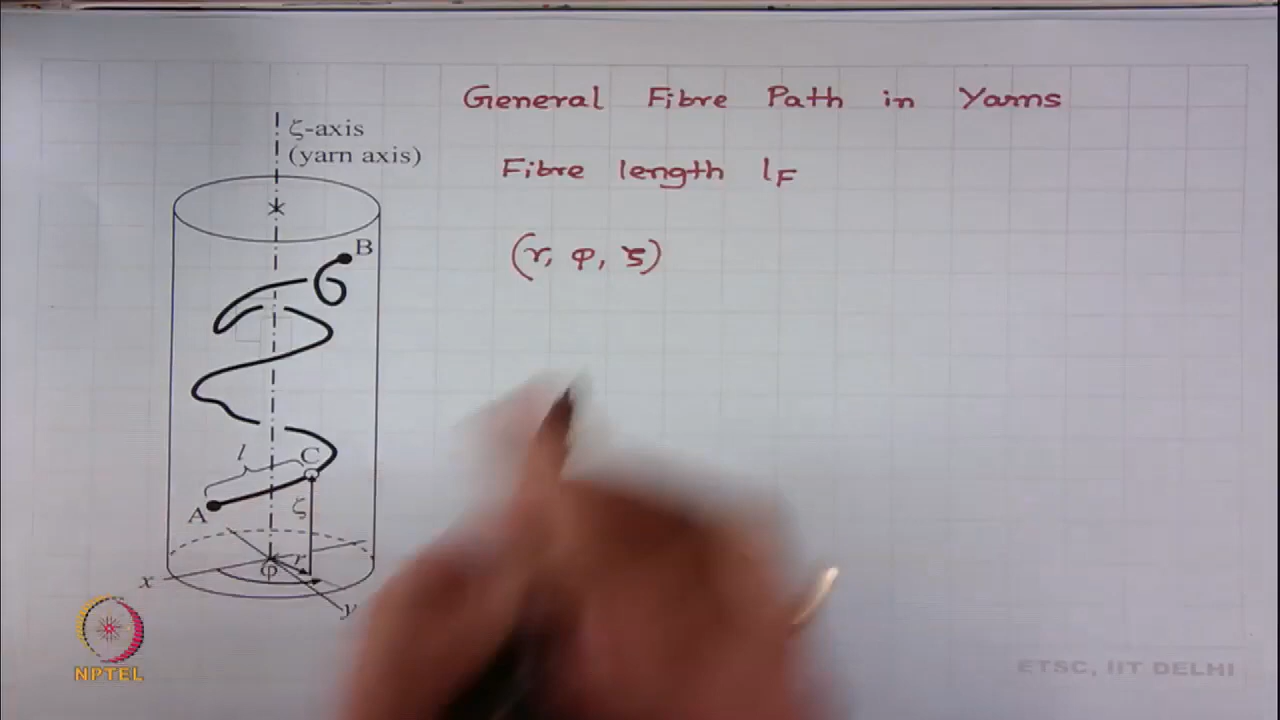 General Fibre Path in Yarns
ζ-axis
(yarn axis)
Fibre length lF
B
(r, φ, ζ)
l
C
A
ζ
r
φ
x
y
NPTEL
ETSC, IIT DELHI